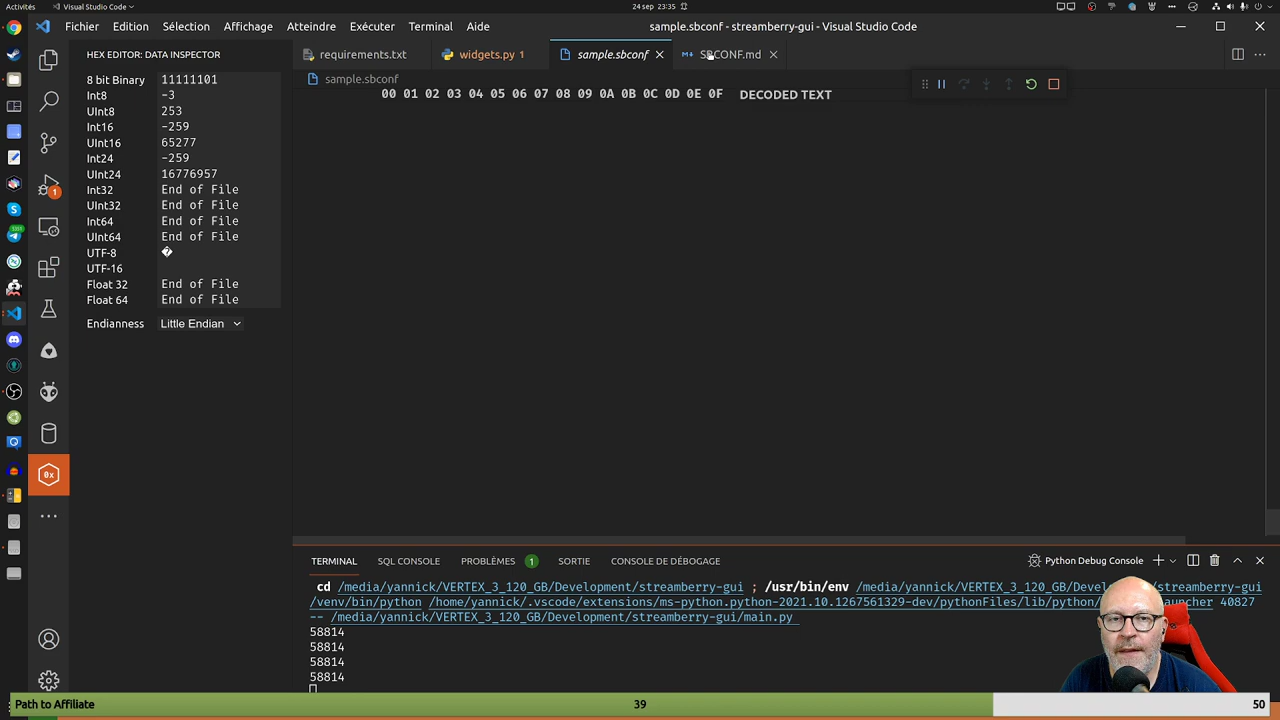 Activités
Visual Studio Code
24 sep 23:35
Fichier Edition Sélection Affichage Atteindre Exécuter Terminal Aide
sample.sbconf - streamberry-gui - Visual Studio Code
HEX EDITOR: DATA INSPECTOR
requirements.txt
widgets.py 1
sample.sbconf
SBCONF.md
8 bit Binary 11111101
Int8 -3
UInt8 253
Int16 -259
UInt16 65277
Int24 -259
UInt24 16776957
Int32 End of File
UInt32 End of File
Int64 End of File
UInt64 End of File
UTF-8 �
UTF-16
Float 32 End of File
Float 64 End of File
Endianness Little Endian
sample.sbconf
00 01 02 03 04 05 06 07 08 09 0A 0B 0C 0D 0E 0F DECODED TEXT
1
0x
TERMINAL SQL CONSOLE PROBLÈMES 1 SORTIE CONSOLE DE DÉBOGAGE
Python Debug Console
cd /media/yannick/VERTEX_3_120_GB/Development/streamberry-gui ; /usr/bin/env /media/yannick/VERTEX_3_120_GB/Development/streamberry-gui
/venv/bin/python /home/yannick/.vscode/extensions/ms-python.python-2021.10.1267561329-dev/pythonFiles/lib/python/ 40827
-- /media/yannick/VERTEX_3_120_GB/Development/streamberry-gui/main.py
58814
58814
58814
58814
Path to Affiliate 39 50